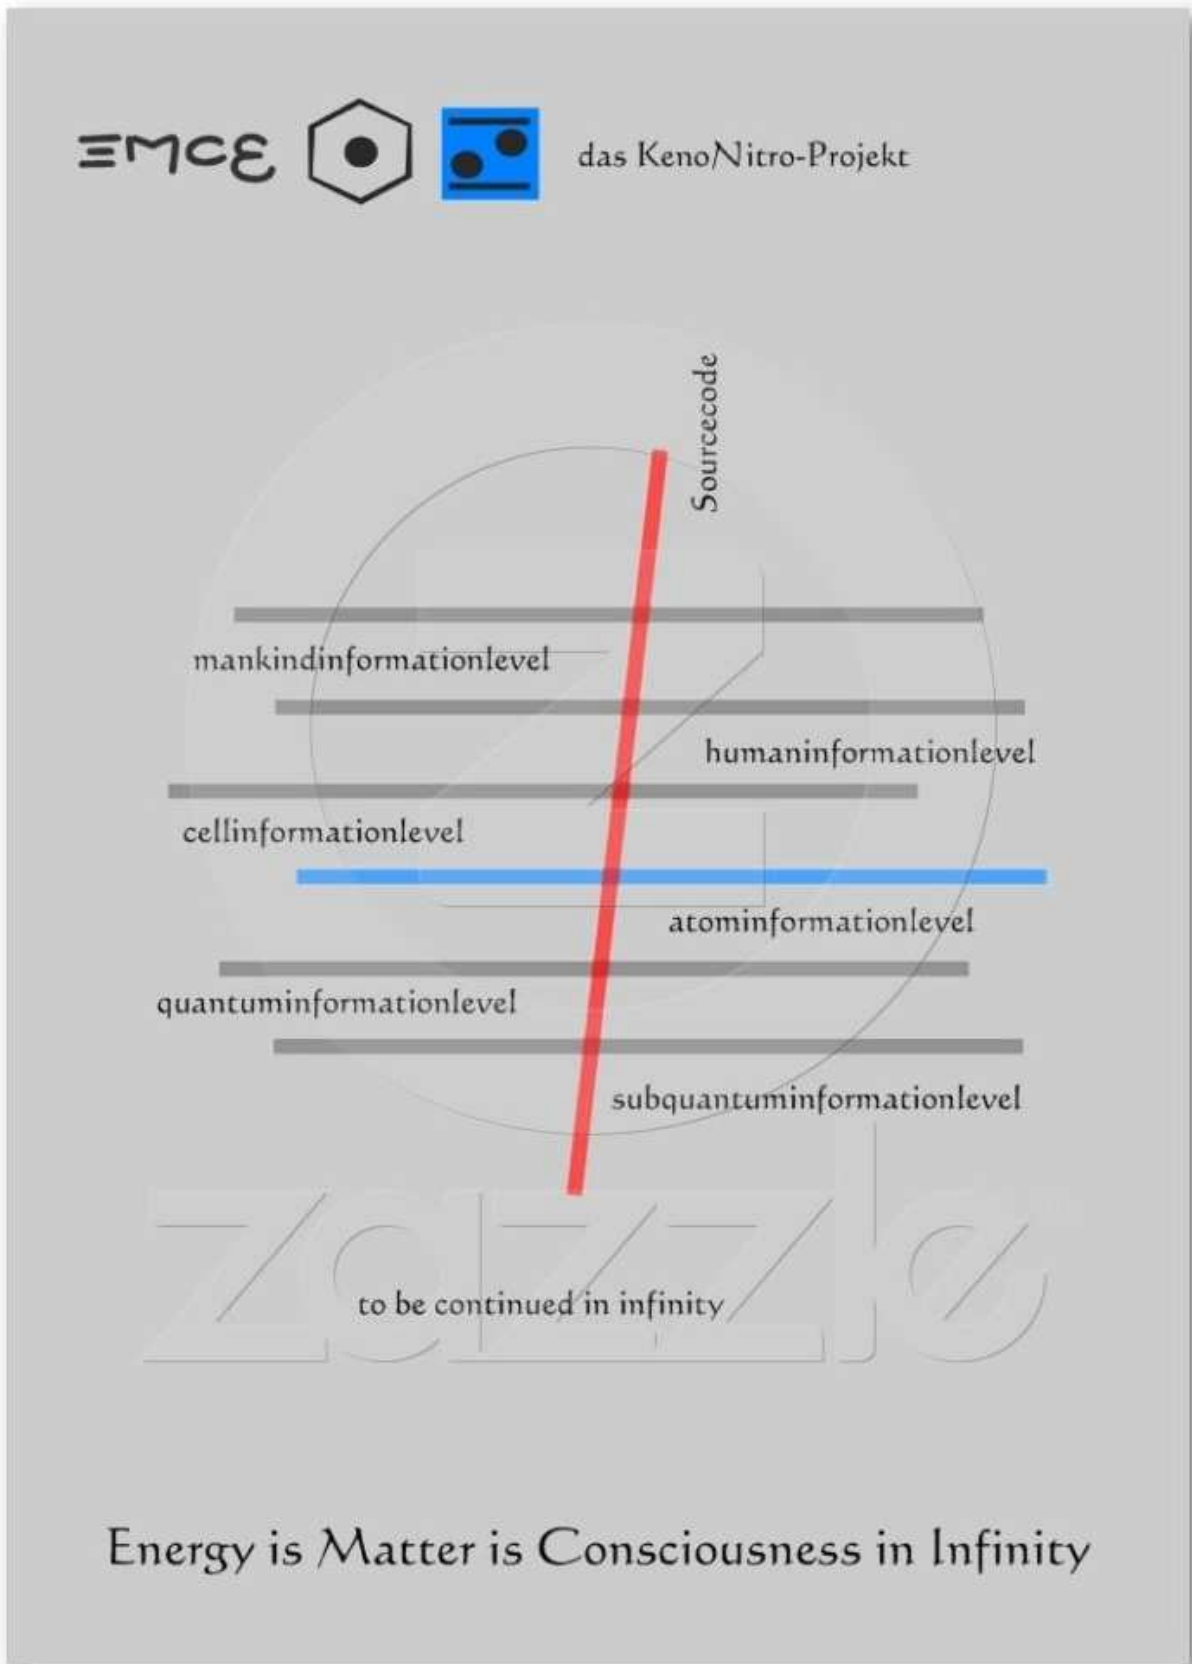 EMCE das KenoNitro-Projekt
Sourcecode
mankindinformationlevel
humaninformationlevel
cellinformationlevel
atominformationlevel
quantuminformationlevel
subquantuminformationlevel
zazzle
to be continued in infinity
Energy is Matter is Consciousness in Infinity